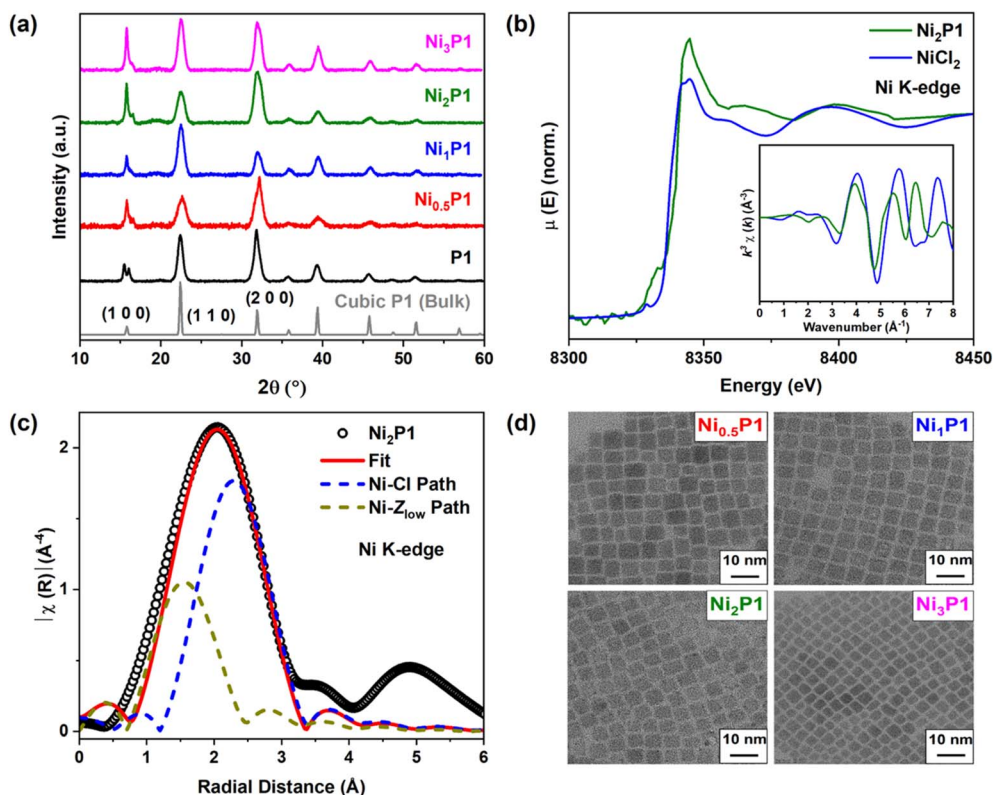 (a)
Ni₃P1
Ni₂P1
Ni₁P1
Ni₀.₅P1
P1
(1 0 0)
(1 1 0)
(2 0 0)
Cubic P1 (Bulk)
Intensity (a.u.)
10 20 30 40 50 60
2θ (°)
(b)
Ni₂P1
NiCl₂
Ni K-edge
μ (E) (norm.)
k³ χ (k) (Å⁻³)
0 1 2 3 4 5 6 7 8
Wavenumber (Å⁻¹)
8300 8350 8400 8450
Energy (eV)
(c)
2
1
0
Ni₂P1
Fit
Ni-Cl Path
Ni-Zₗₒw Path
Ni K-edge
|χ (R)| (Å⁻⁴)
0 1 2 3 4 5 6
Radial Distance (Å)
(d)
Ni₀.₅P1
10 nm
Ni₁P1
10 nm
Ni₂P1
10 nm
Ni₃P1
10 nm